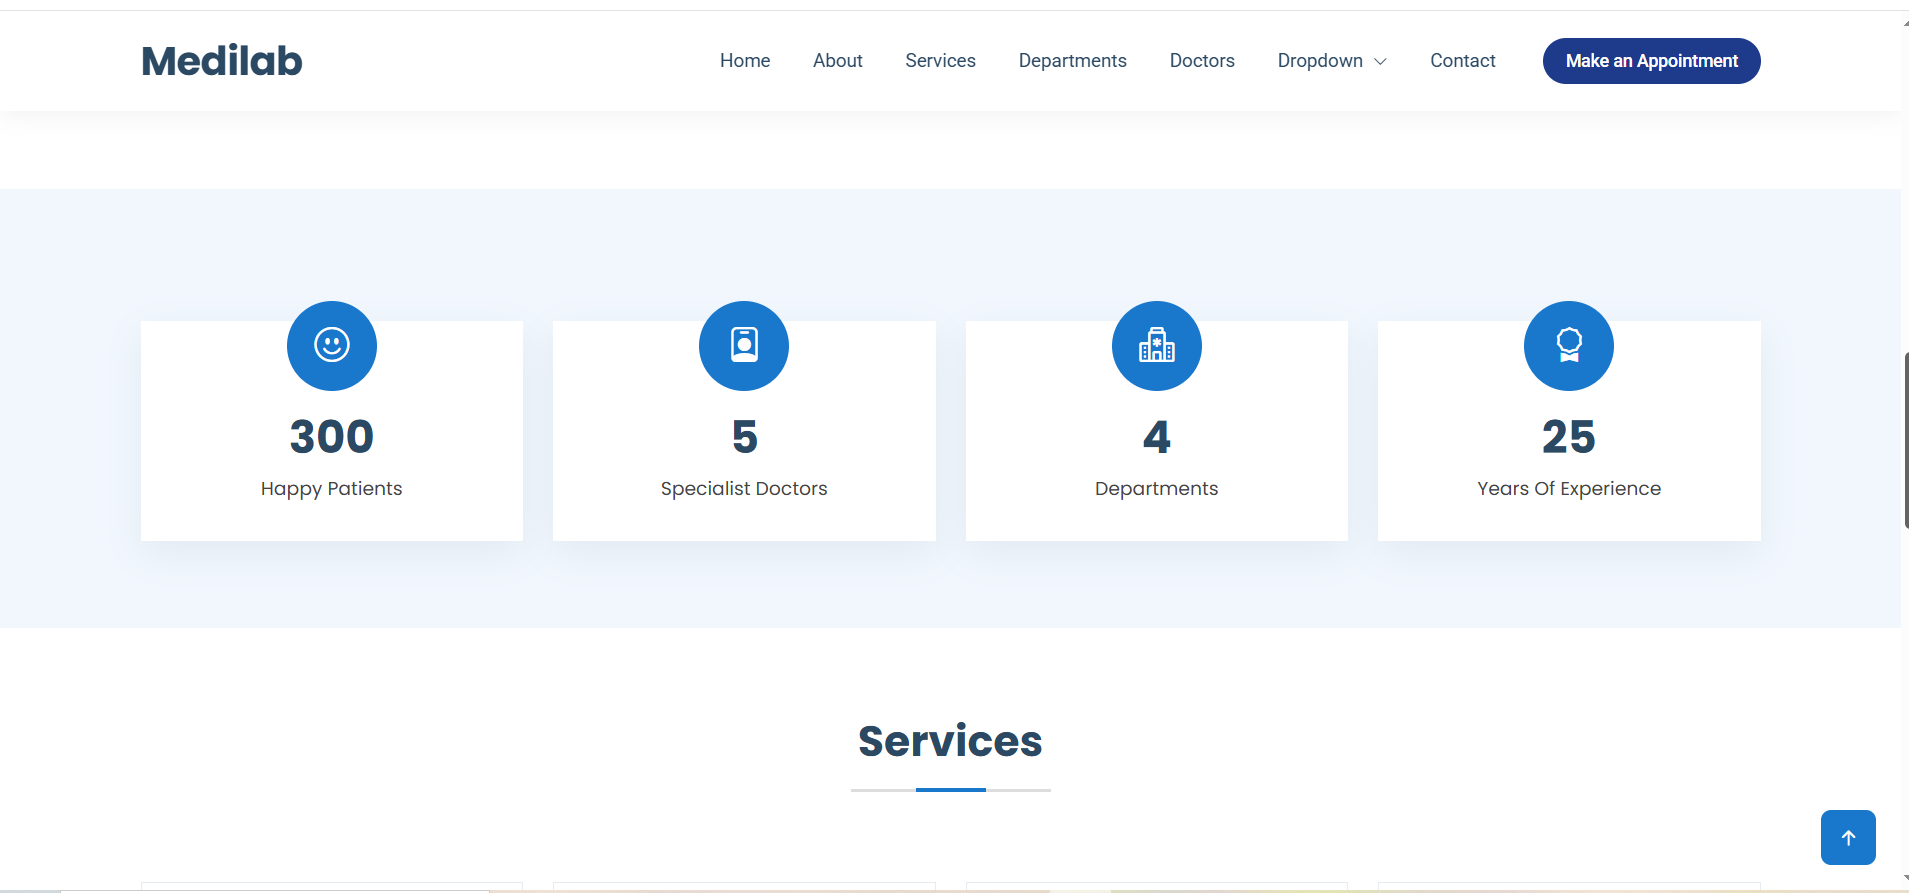 Medilab
Home About Services Departments Doctors Dropdown Contact Make an Appointment
300
Happy Patients
5
Specialist Doctors
4
Departments
25
Years Of Experience
Services